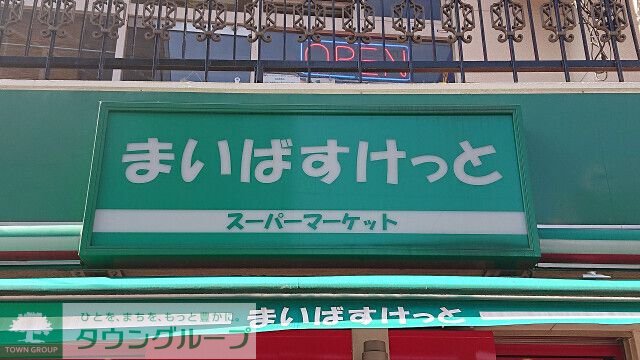 OPEN
まいばすけっと
スーパーマーケット
まいばすけっと
ひとを、まちを、もっと豊かに。
タウングループ
TOWN GROUP